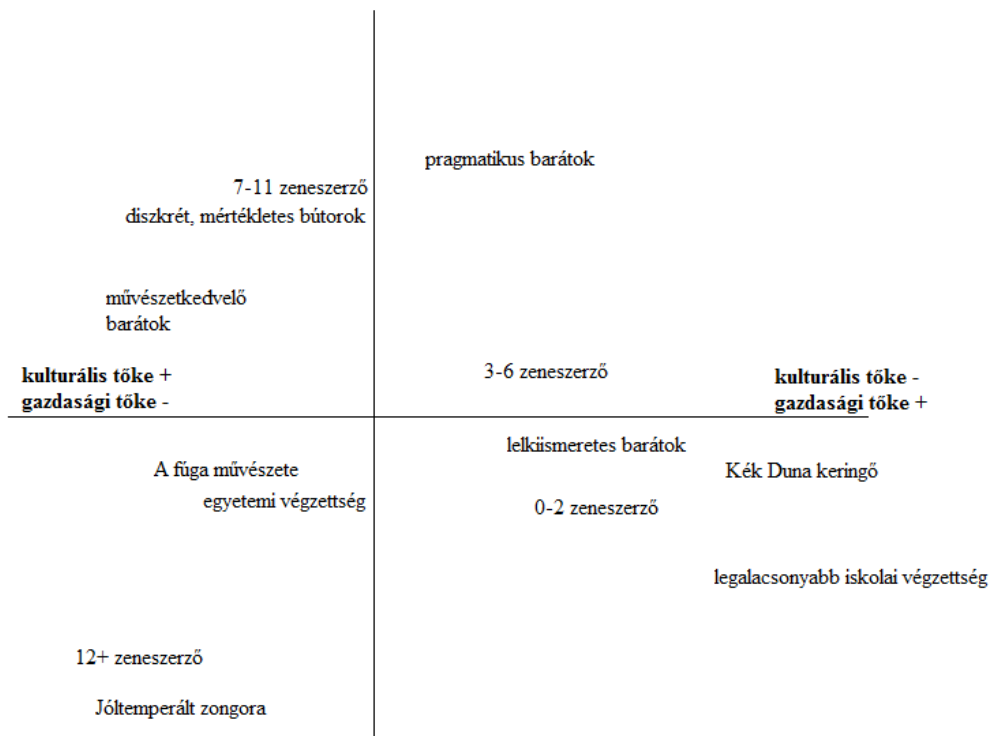 pragmatikus barátok
7-11 zeneszerző
diszkrét, mértékletes bútorok
művészetkedvelő
barátok
3-6 zeneszerző
kulturális tőke +
gazdasági tőke -
kulturális tőke -
gazdasági tőke +
lelkiismeretes barátok
A fúga művészete
Kék Duna keringő
egyetemi végzettség
0-2 zeneszerző
legalacsonyabb iskolai végzettség
12+ zeneszerző
Jóltemperált zongora